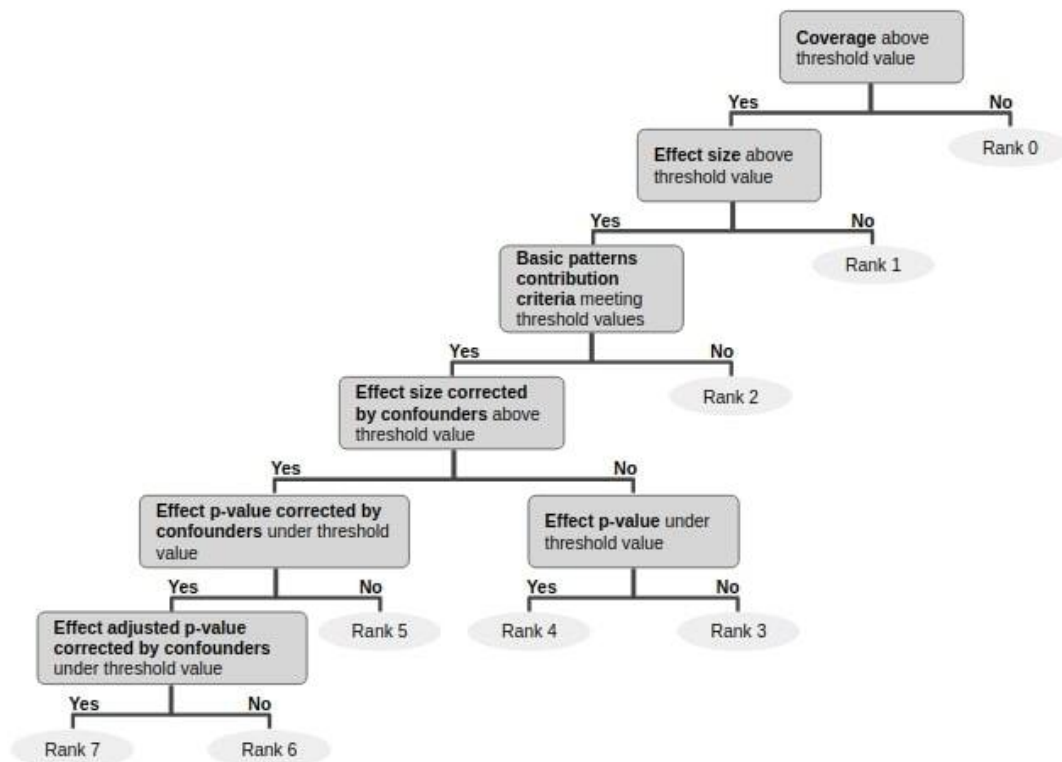 Coverage above
threshold value
Yes
No
Rank 0
Effect size above
threshold value
Yes
No
Rank 1
Basic patterns
contribution
criteria meeting
threshold values
Yes
No
Rank 2
Effect size corrected
by confounders above
threshold value
Yes
No
Effect p-value corrected by
confounders under threshold
value
Effect p-value under
threshold value
Yes
No
Yes
No
Rank 5
Rank 4
Rank 3
Effect adjusted p-value
corrected by confounders
under threshold value
Yes
No
Rank 7
Rank 6